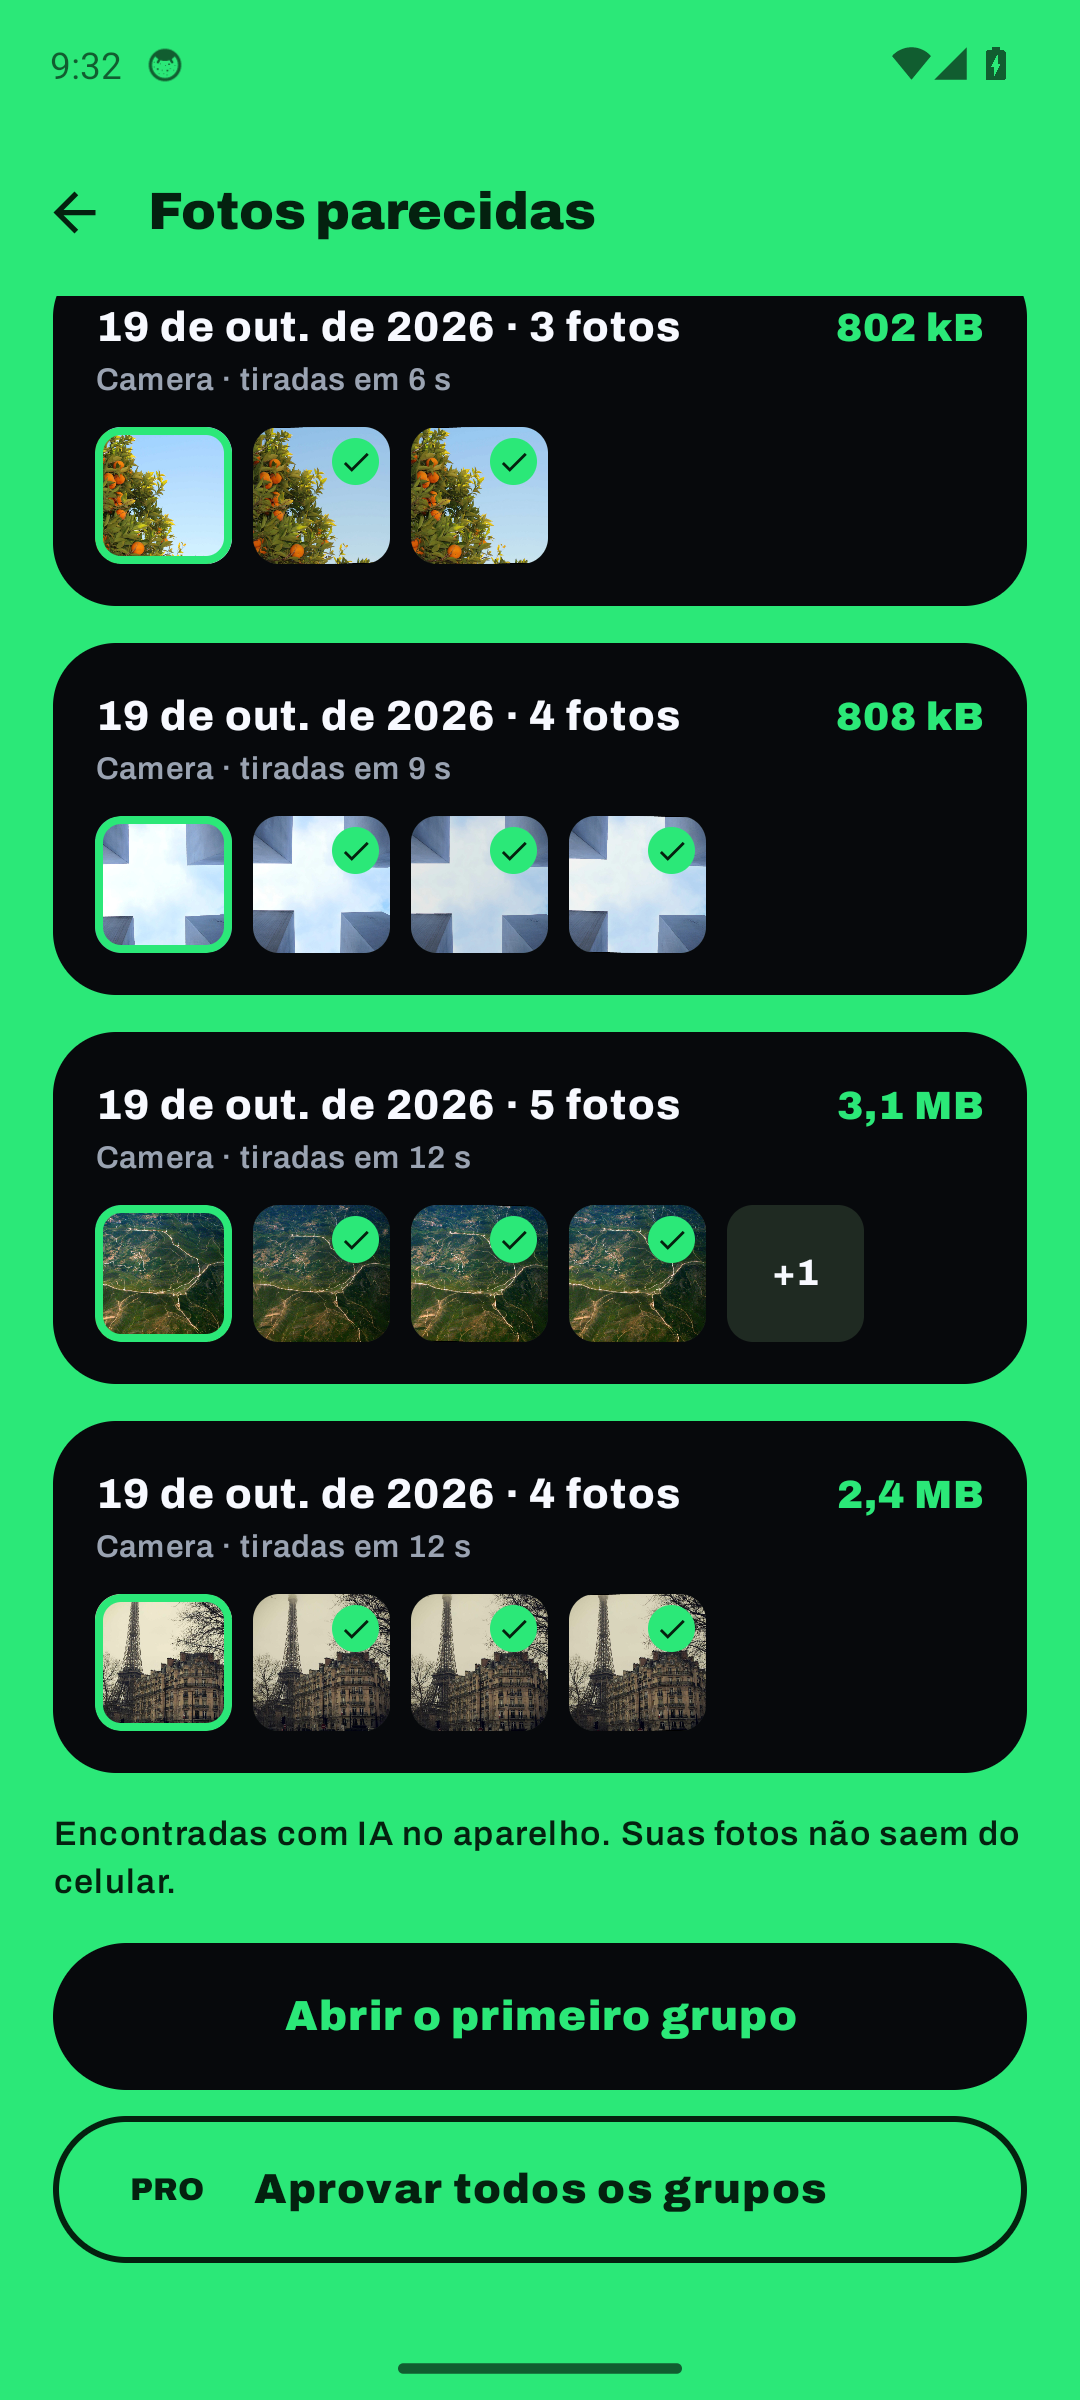 9:32
Fotos parecidas
19 de out. de 2026 · 3 fotos 802 kB
Camera · tiradas em 6 s
19 de out. de 2026 · 4 fotos 808 kB
Camera · tiradas em 9 s
19 de out. de 2026 · 5 fotos 3,1 MB
Camera · tiradas em 12 s
+1
19 de out. de 2026 · 4 fotos 2,4 MB
Camera · tiradas em 12 s
Encontradas com IA no aparelho. Suas fotos não saem do
celular.
Abrir o primeiro grupo
PRO Aprovar todos os grupos